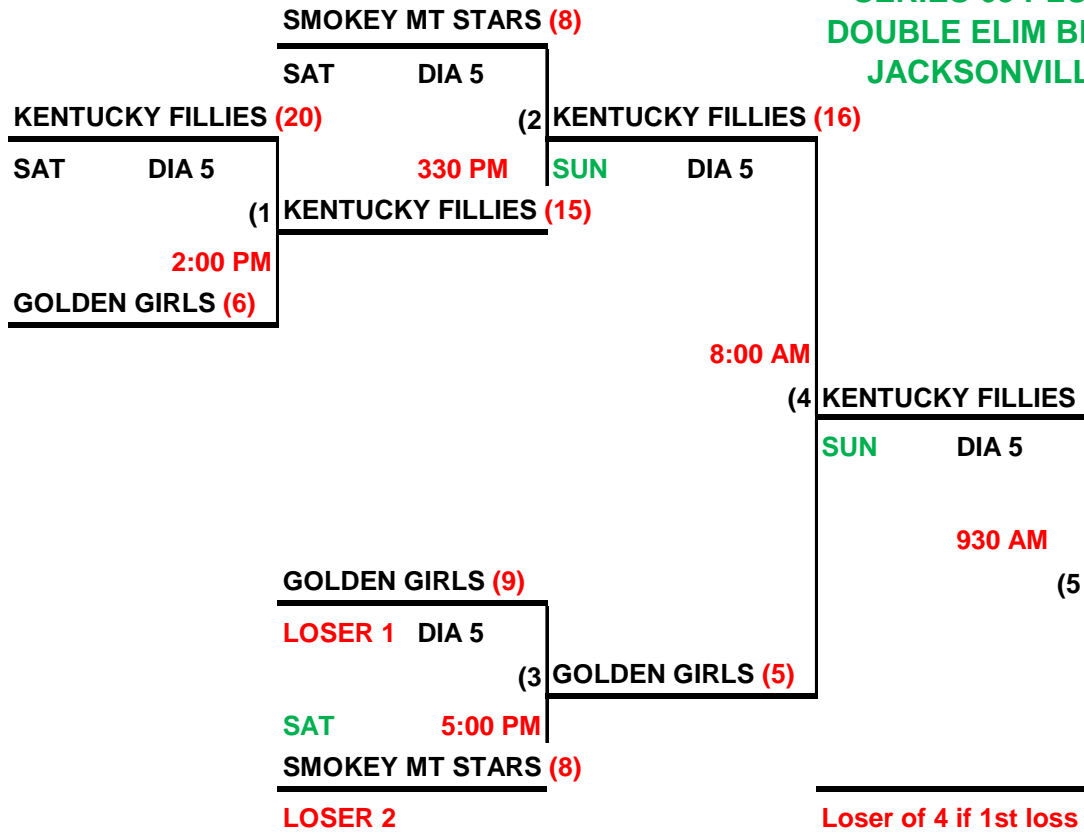 SERIES
SMOKEY MT STARS (8)
DOUBLE ELIM
SAT DIA 5
JACKSONVILL
KENTUCKY FILLIES (20)
(2 KENTUCKY FILLIES (16)
SAT DIA 5
330 PM SUN DIA 5
(1 KENTUCKY FILLIES (15)
2:00 PM
GOLDEN GIRLS (6)
8:00 AM
(4 KENTUCKY FILLIES
SUN DIA 5
930 AM
GOLDEN GIRLS (9)
(5
LOSER 1 DIA 5
(3 GOLDEN GIRLS (5)
SAT 5:00 PM
SMOKEY MT STARS (8)
LOSER 2
Loser of 4 if 1st loss